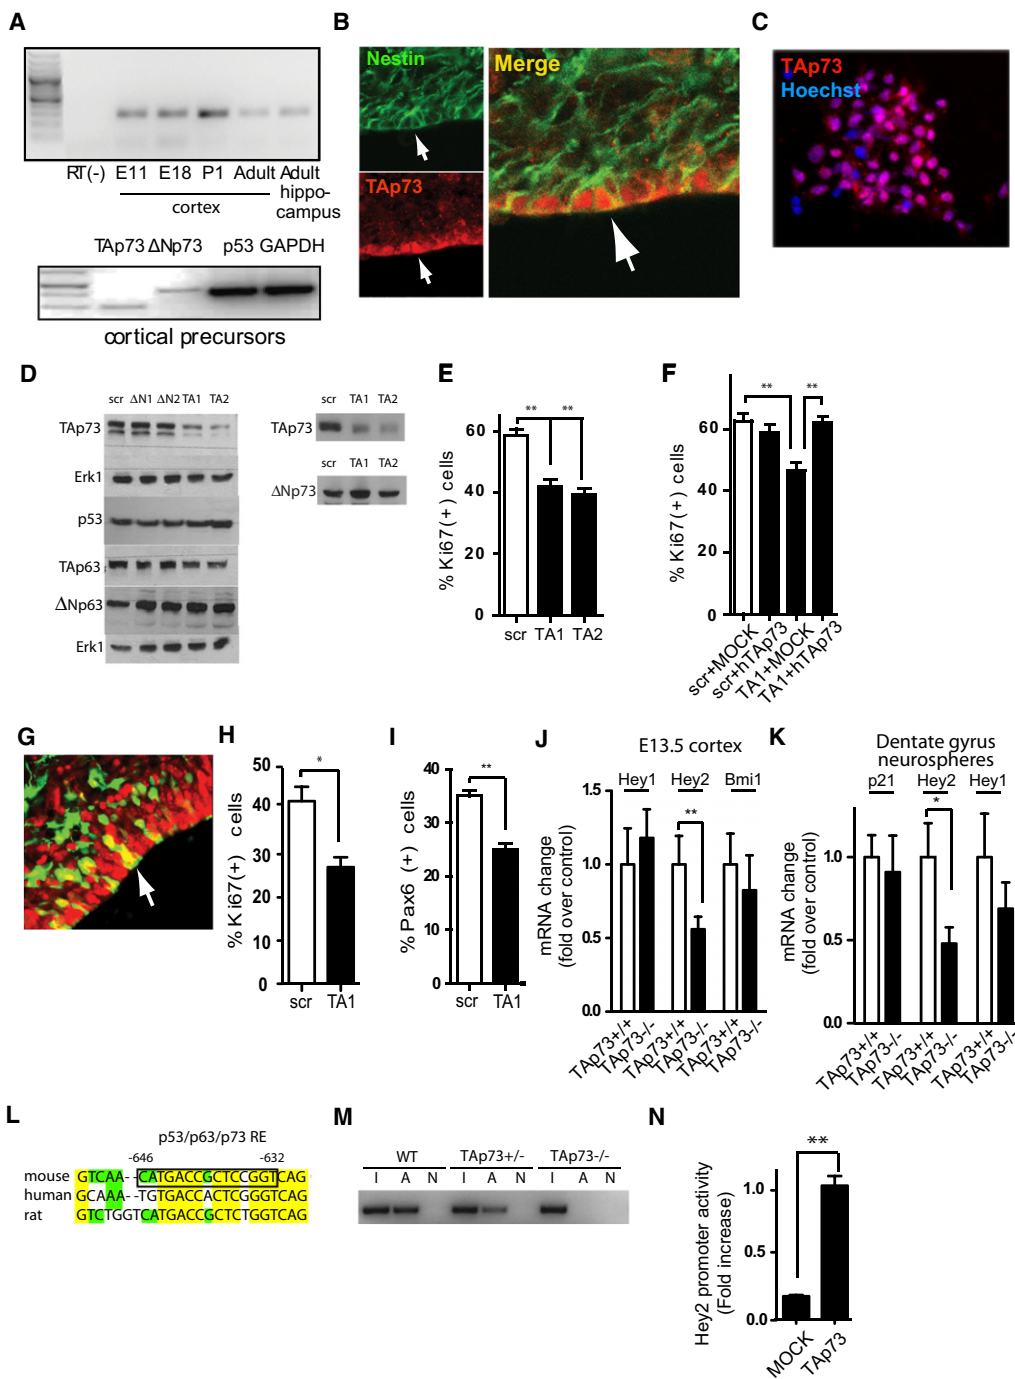 A
RT(-) E11 E18 P1 Adult Adult
hippo-
campus
cortex
TAp73 ΔNp73 p53 GAPDH
cortical precursors
B
Nestin
TAp73
Merge
C
TAp73
Hoechst
D
scr ΔN1 ΔN2 TA1 TA2
TAp73
Erk1
p53
TAp63
ΔNp63
Erk1
scr TA1 TA2
TAp73
scr TA1 TA2
ΔNp73
E
% Ki67(+) cells
60
40
20
0
** **
scr TA1 TA2
F
% Ki67(+) cells
60
40
20
0
** **
scr+MOCK
scr+hTAp73
TA1+MOCK
TA1+hTAp73
G
H
% Ki67(+) cells
50
40
30
20
10
0
*
scr TA1
I
% Pax6 (+) cells
40
30
20
10
0
**
scr TA1
J
E13.5 cortex
Hey1 Hey2 Bmi1
mRNA change
(fold over control)
1.5
1.0
0.5
0.0
**
TAp73+/+
TAp73-/-
TAp73+/+
TAp73-/-
TAp73+/+
TAp73-/-
K
Dentate gyrus
neurospheres
p21 Hey2 Hey1
mRNA change
(fold over control)
1.0
0.5
0.0
*
TAp73+/+
TAp73-/-
TAp73+/+
TAp73-/-
TAp73+/+
TAp73-/-
L
p53/p63/p73 RE
-646 -632
mouse GTCAA--CATGACCGCTCCGGTCAG
human GCAAA-TGTGACCACTCGGGTCAG
rat GTCTGGTCATGACCGCTCTGGTCAG
M
WT TAp73+/- TAp73-/-
I A N I A N I A N
N
Hey2 promoter activity
(Fold increase)
1.0
0.5
0.0
**
MOCK
TAp73